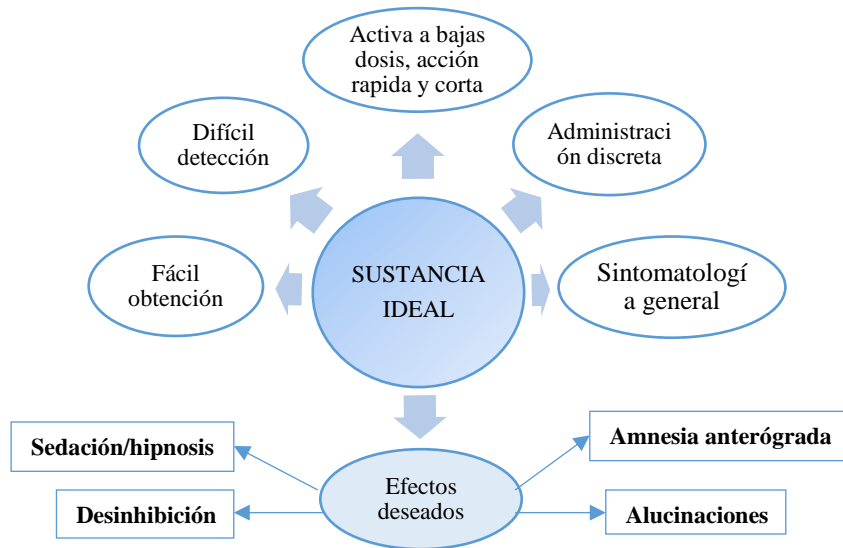 Activa a bajas
dosis, acción
rapida y corta
Difícil
detección
Administraci
ón discreta
Fácil
obtención
SUSTANCIA
IDEAL
Sintomatologí
a general
Sedación/hipnosis
Amnesia anterógrada
Efectos
deseados
Desinhibición
Alucinaciones